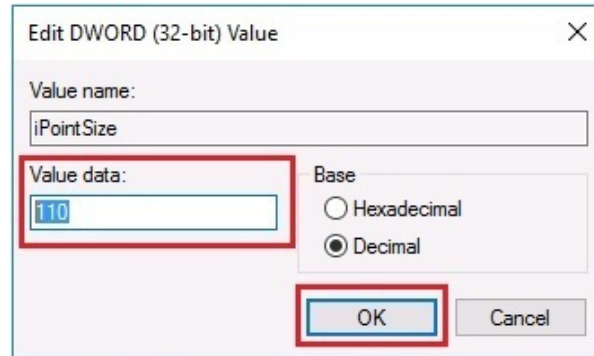 Edit DWORD (32-bit) Value
Value name:
iPointSize
Value data:
110
Base
Hexadecimal
Decimal
OK
Cancel